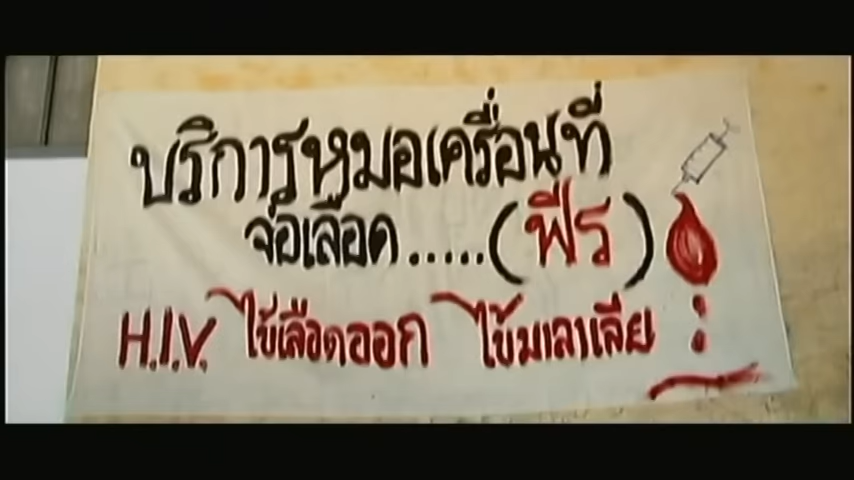 บริการหมอเครื่อนที่
จ่อเลือด.....(ฟรี)
H.I.V. ไข้เลือดออก ไข้มาลาเลีย